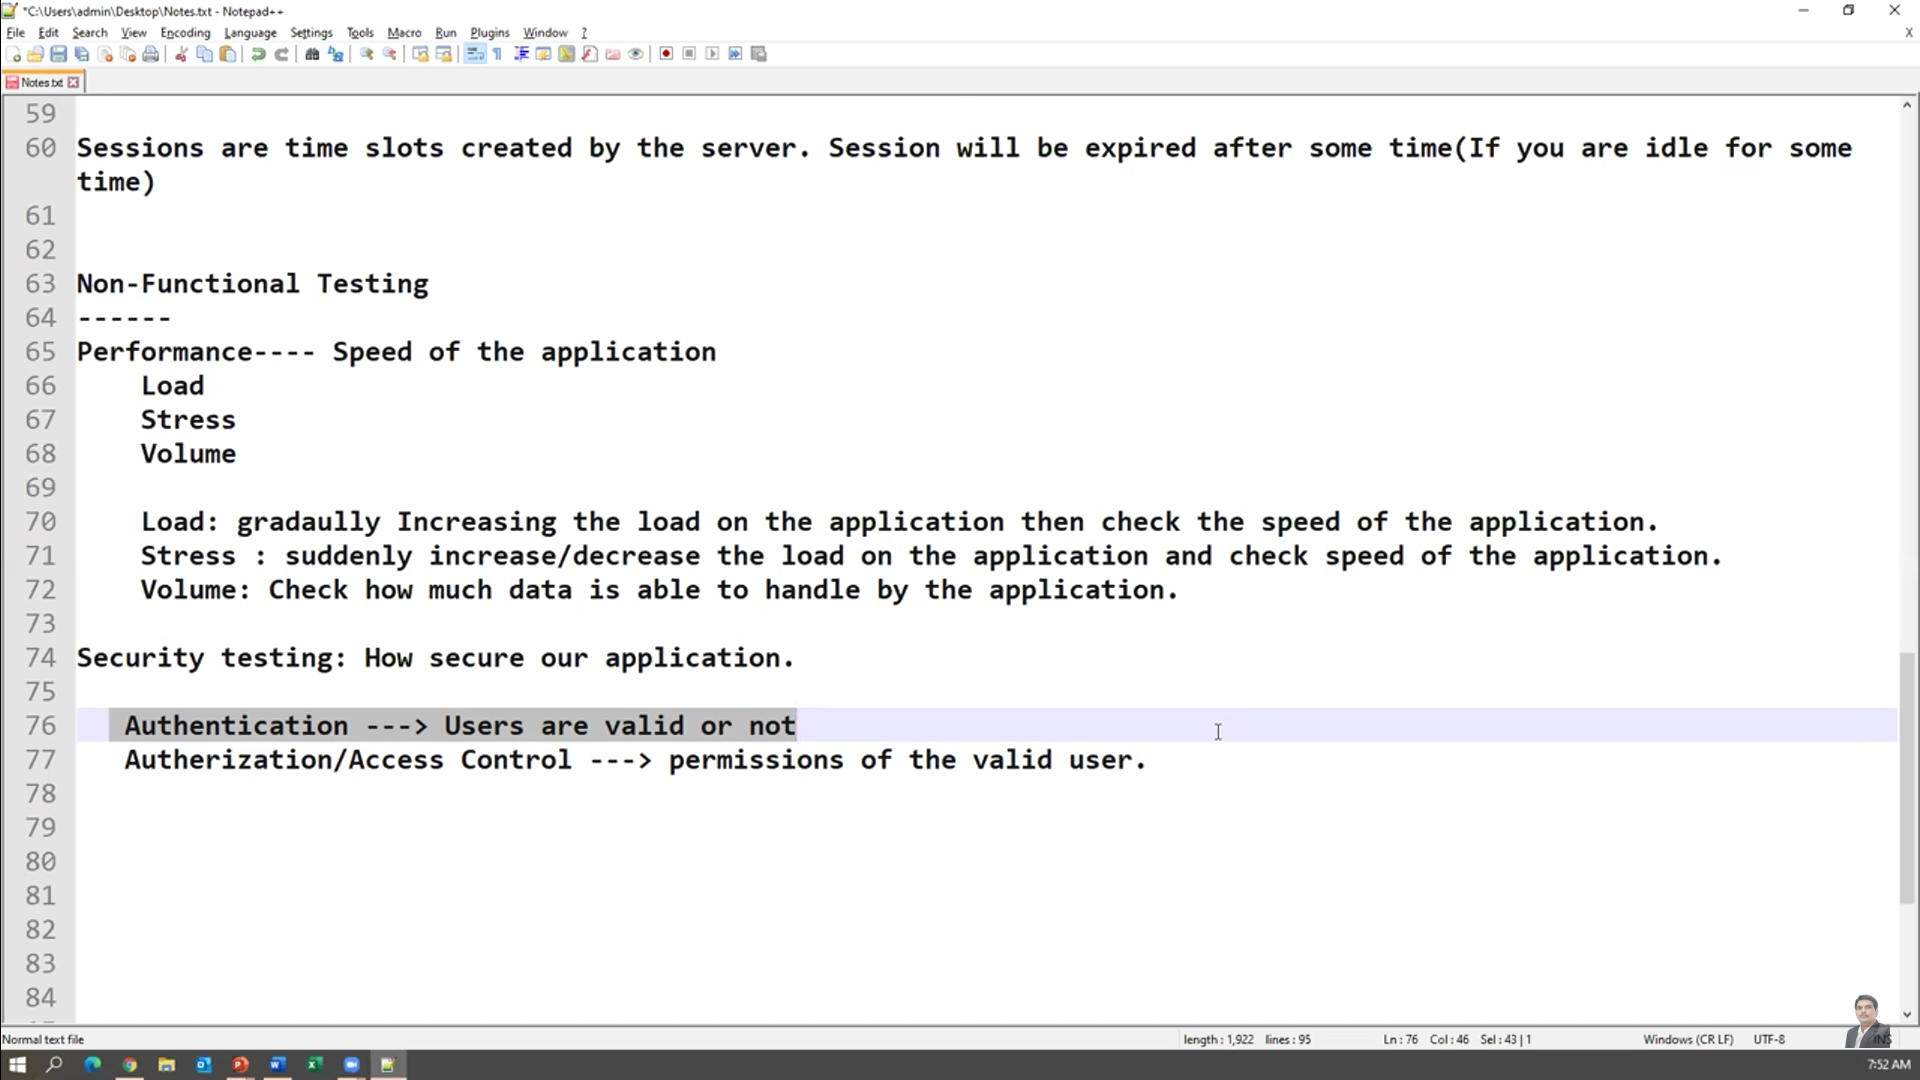 *C:\Users\admin\Desktop\Notes.txt - Notepad++
File Edit Search View Encoding Language Settings Tools Macro Run Plugins Window ? X
Notes.txt
59
60 Sessions are time slots created by the server. Session will be expired after some time(If you are idle for some
time)
61
62
63 Non-Functional Testing
64 ------
65 Performance---- Speed of the application
66 Load
67 Stress
68 Volume
69
70 Load: gradaully Increasing the load on the application then check the speed of the application.
71 Stress : suddenly increase/decrease the load on the application and check speed of the application.
72 Volume: Check how much data is able to handle by the application.
73
74 Security testing: How secure our application.
75
76 Authentication ---> Users are valid or not
77 Autherization/Access Control ---> permissions of the valid user.
78
79
80
81
82
83
84
Normal text file length : 1,922 lines : 95 Ln : 76 Col : 46 Sel : 43 | 1 Windows (CR LF) UTF-8 INS
7:52 AM